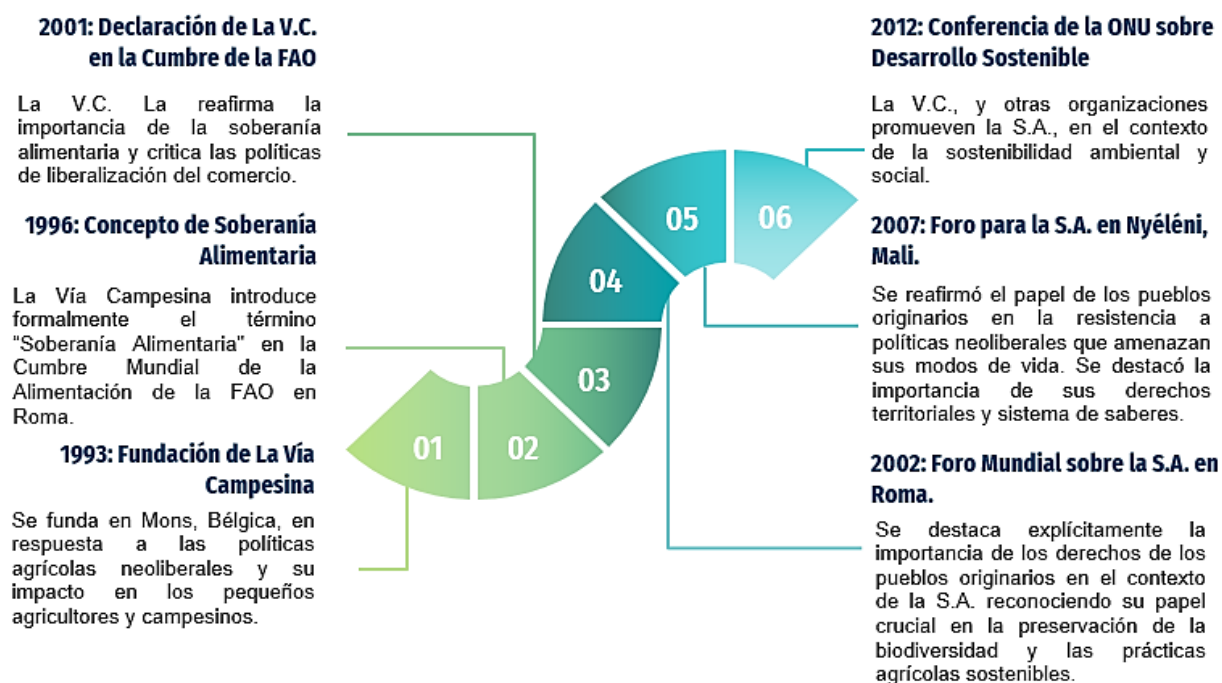 2001: Declaración de La V.C.
en la Cumbre de la FAO
La V.C. La reafirma la
importancia de la soberanía
alimentaria y critica las políticas
de liberalización del comercio.
1996: Concepto de Soberanía
Alimentaria
La Vía Campesina introduce
formalmente el término
"Soberanía Alimentaria" en la
Cumbre Mundial de la
Alimentación de la FAO en
Roma.
1993: Fundación de La Vía
Campesina
Se funda en Mons, Bélgica, en
respuesta a las políticas
agrícolas neoliberales y su
impacto en los pequeños
agricultores y campesinos.
01
02
03
04
05
06
2012: Conferencia de la ONU sobre
Desarrollo Sostenible
La V.C., y otras organizaciones
promueven la S.A., en el contexto
de la sostenibilidad ambiental y
social.
2007: Foro para la S.A. en Nyéléni,
Mali.
Se reafirmó el papel de los pueblos
originarios en la resistencia a
políticas neoliberales que amenazan
sus modos de vida. Se destacó la
importancia de sus derechos
territoriales y sistema de saberes.
2002: Foro Mundial sobre la S.A. en
Roma.
Se destaca explícitamente la
importancia de los derechos de los
pueblos originarios en el contexto
de la S.A. reconociendo su papel
crucial en la preservación de la
biodiversidad y las prácticas
agrícolas sostenibles.